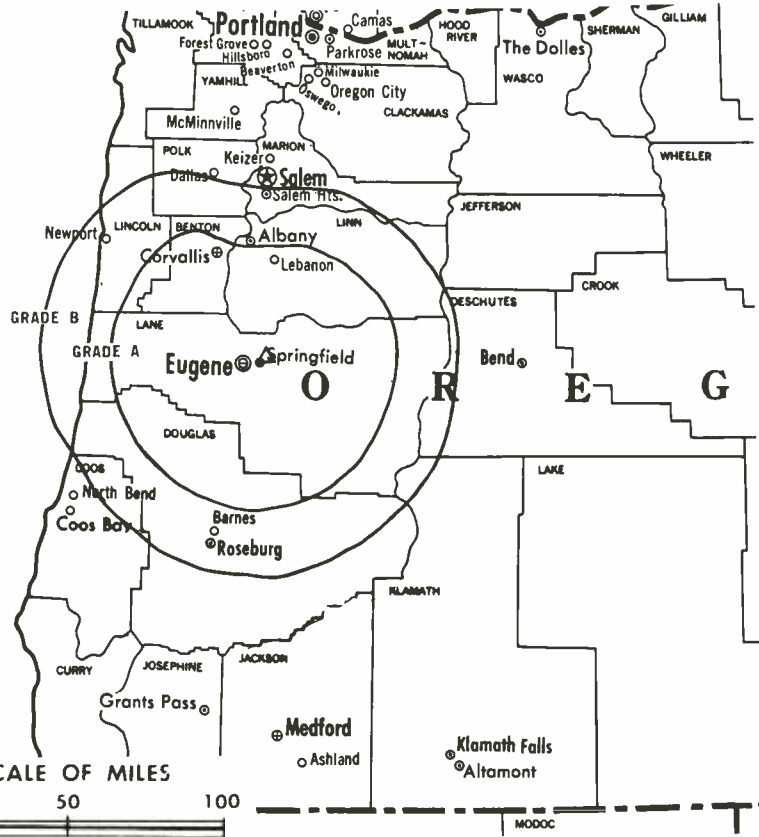 TILLAMOOK
Portland
Camas
HOOD RIVER
GILLIAM
SHERMAN
Forest Grove
Hillsboro
Beaverton
Parkrose
MULT-
NOMAH
The Dolles
Milwaukie
Oswego
Oregon City
YAMHILL
WASCO
CLACKAMAS
McMinnville
MARION
POLK
Keizer
WHEELER
Dallas
Salem
Salem Hts.
JEFFERSON
LINCOLN
BENTON
LINN
Newport
Albany
Corvallis
Lebanon
CROOK
DESCHUTES
GRADE B
LANE
GRADE A
Eugene
Springfield
Bend
O R E G
DOUGLAS
COOS
LAKE
North Bend
Coos Bay
Barnes
Roseburg
KLAMATH
CURRY
JOSEPHINE
JACKSON
Grants Pass
Medford
Ashland
Klamath Falls
Altamont
CALE OF MILES
50 100
MODOC